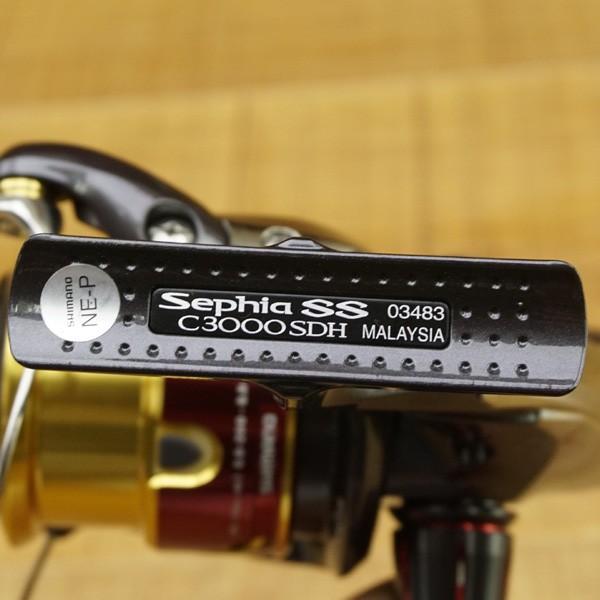 SHIMANO
NE-P
Sephia SS 03483
C3000SDH MALAYSIA